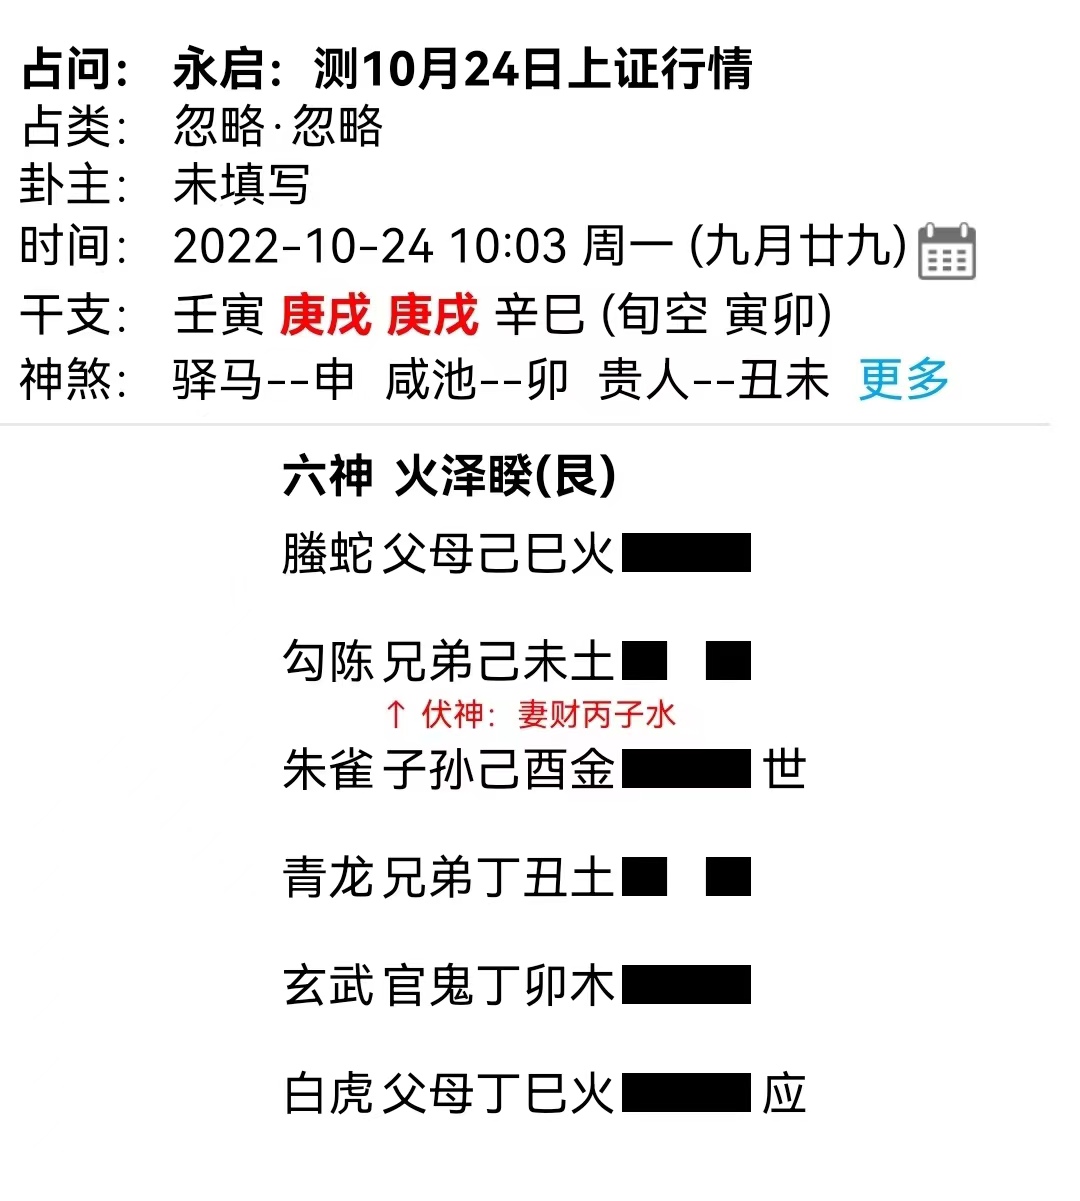 占问： 永启：测10月24日上证行情
占类： 忽略·忽略
卦主： 未填写
时间： 2022-10-24 10:03 周一 (九月廿九)
干支： 壬寅 庚戌 庚戌 辛巳 (旬空 寅卯)
神煞： 驿马--申 咸池--卯 贵人--丑未 更多
六神 火泽睽(艮)
螣蛇 父母己巳火
勾陈 兄弟己未土
↑ 伏神：妻财丙子水
朱雀 子孙己酉金 世
青龙 兄弟丁丑土
玄武 官鬼丁卯木
白虎 父母丁巳火 应